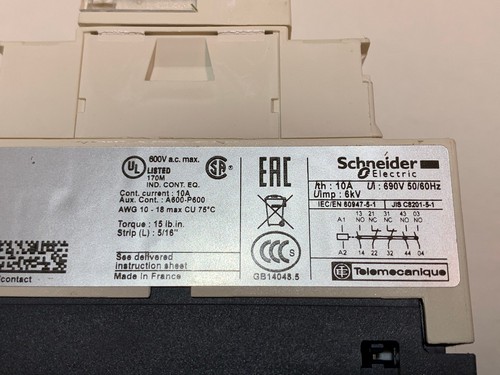 600V a.c. max.
UL LISTED
170M
IND. CONT. EQ.
SA
Cont. current : 10A
Aux. Cont. : A600-P600
AWG 10 - 18 max CU 75°C
Torque : 15 lb.in.
Strip (L) : 5/16"
See delivered
instruction sheet
Made in France
/contact
EAC
CCC S
GB14048.5
Schneider
Electric
Ith : 10A Ui : 690V 50/60Hz
Uimp : 6kV
IEC/EN 60947-5-1 JIS C8201-5-1
13 21 31 43 03
A1 NO NC NC NO NO
A2 14 22 32 44 04
Telemecanique